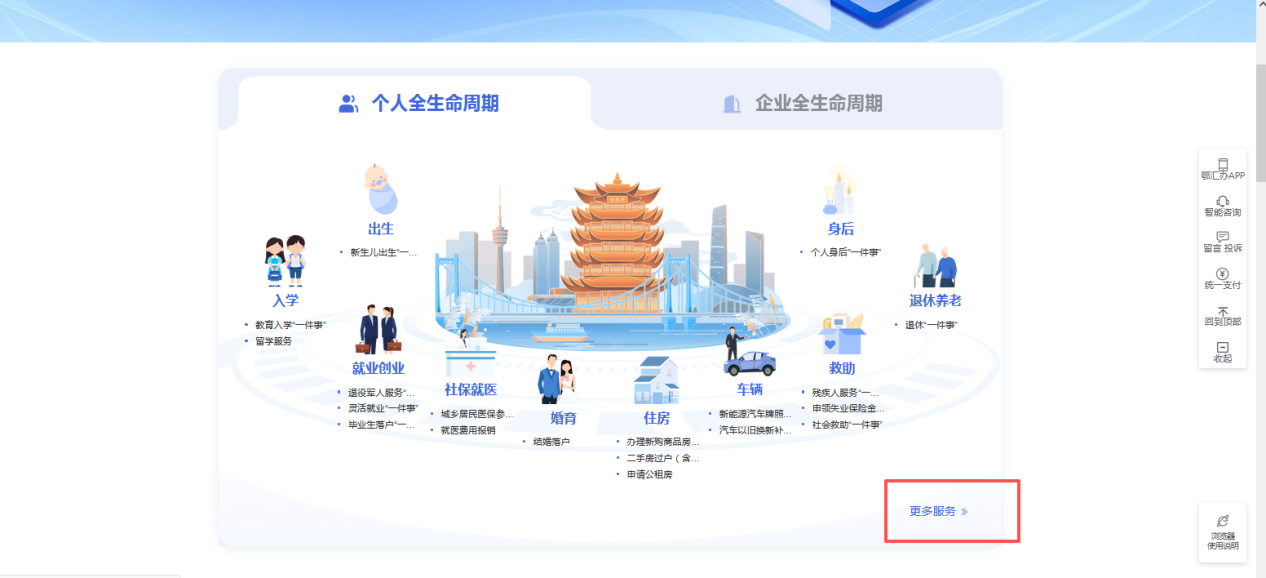 个人全生命周期
企业全生命周期
出生
新生儿出生“一...
身后
个人身后“一件事”
入学
教育入学“一件事”
留学服务
退休养老
退休“一件事”
就业创业
退役军人服务“...
灵活就业“一件事”
毕业生落户“一...
社保就医
城乡居民医保参...
就医费用报销
婚育
结婚落户
住房
办理新购商品房...
二手房过户（含...
申请公租房
车辆
新能源汽车牌照...
汽车以旧换新补...
救助
残疾人服务“一...
申领失业保险金...
社会救助“一件事”
更多服务 »
鄂汇办APP
智能咨询
留言 投诉
统一支付
回到顶部
收起
浏览器
使用说明